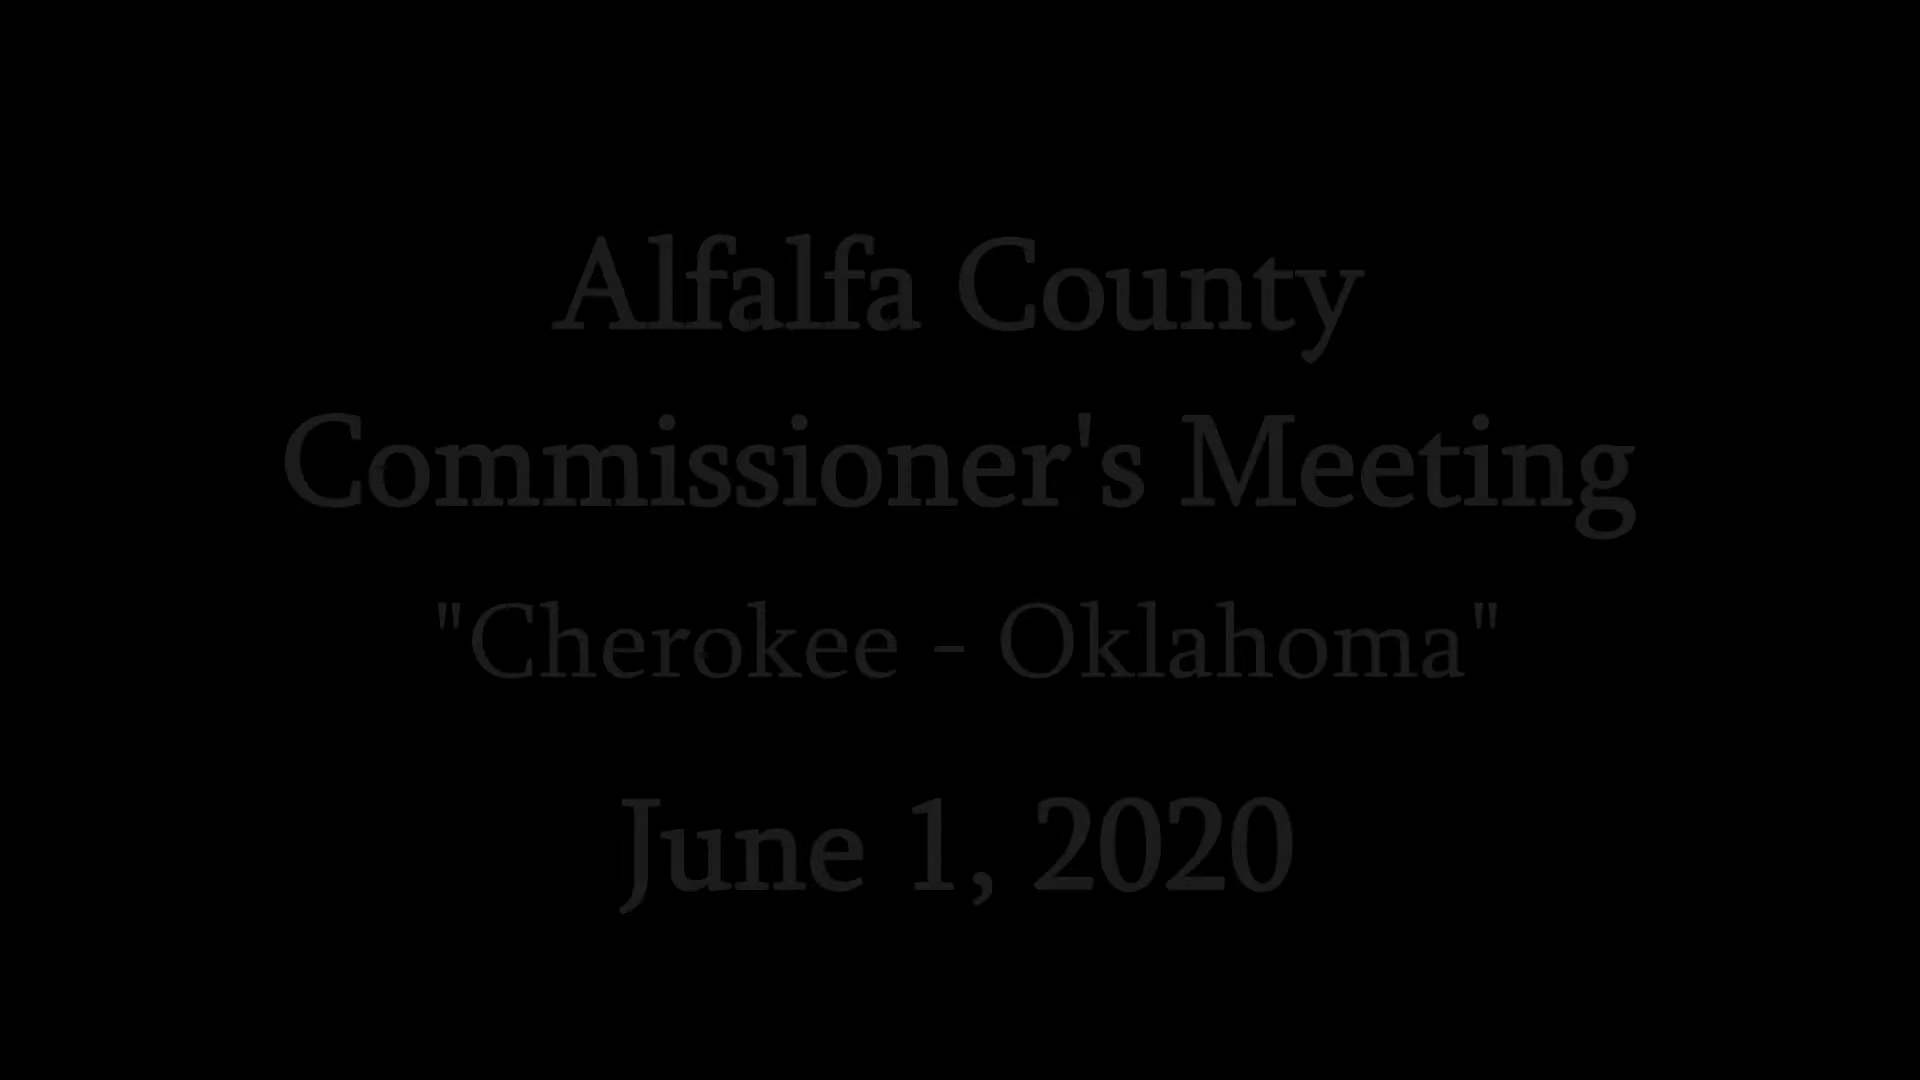 Alfalfa County
Commissioner's Meeting
"Cherokee - Oklahoma"
June 1, 2020